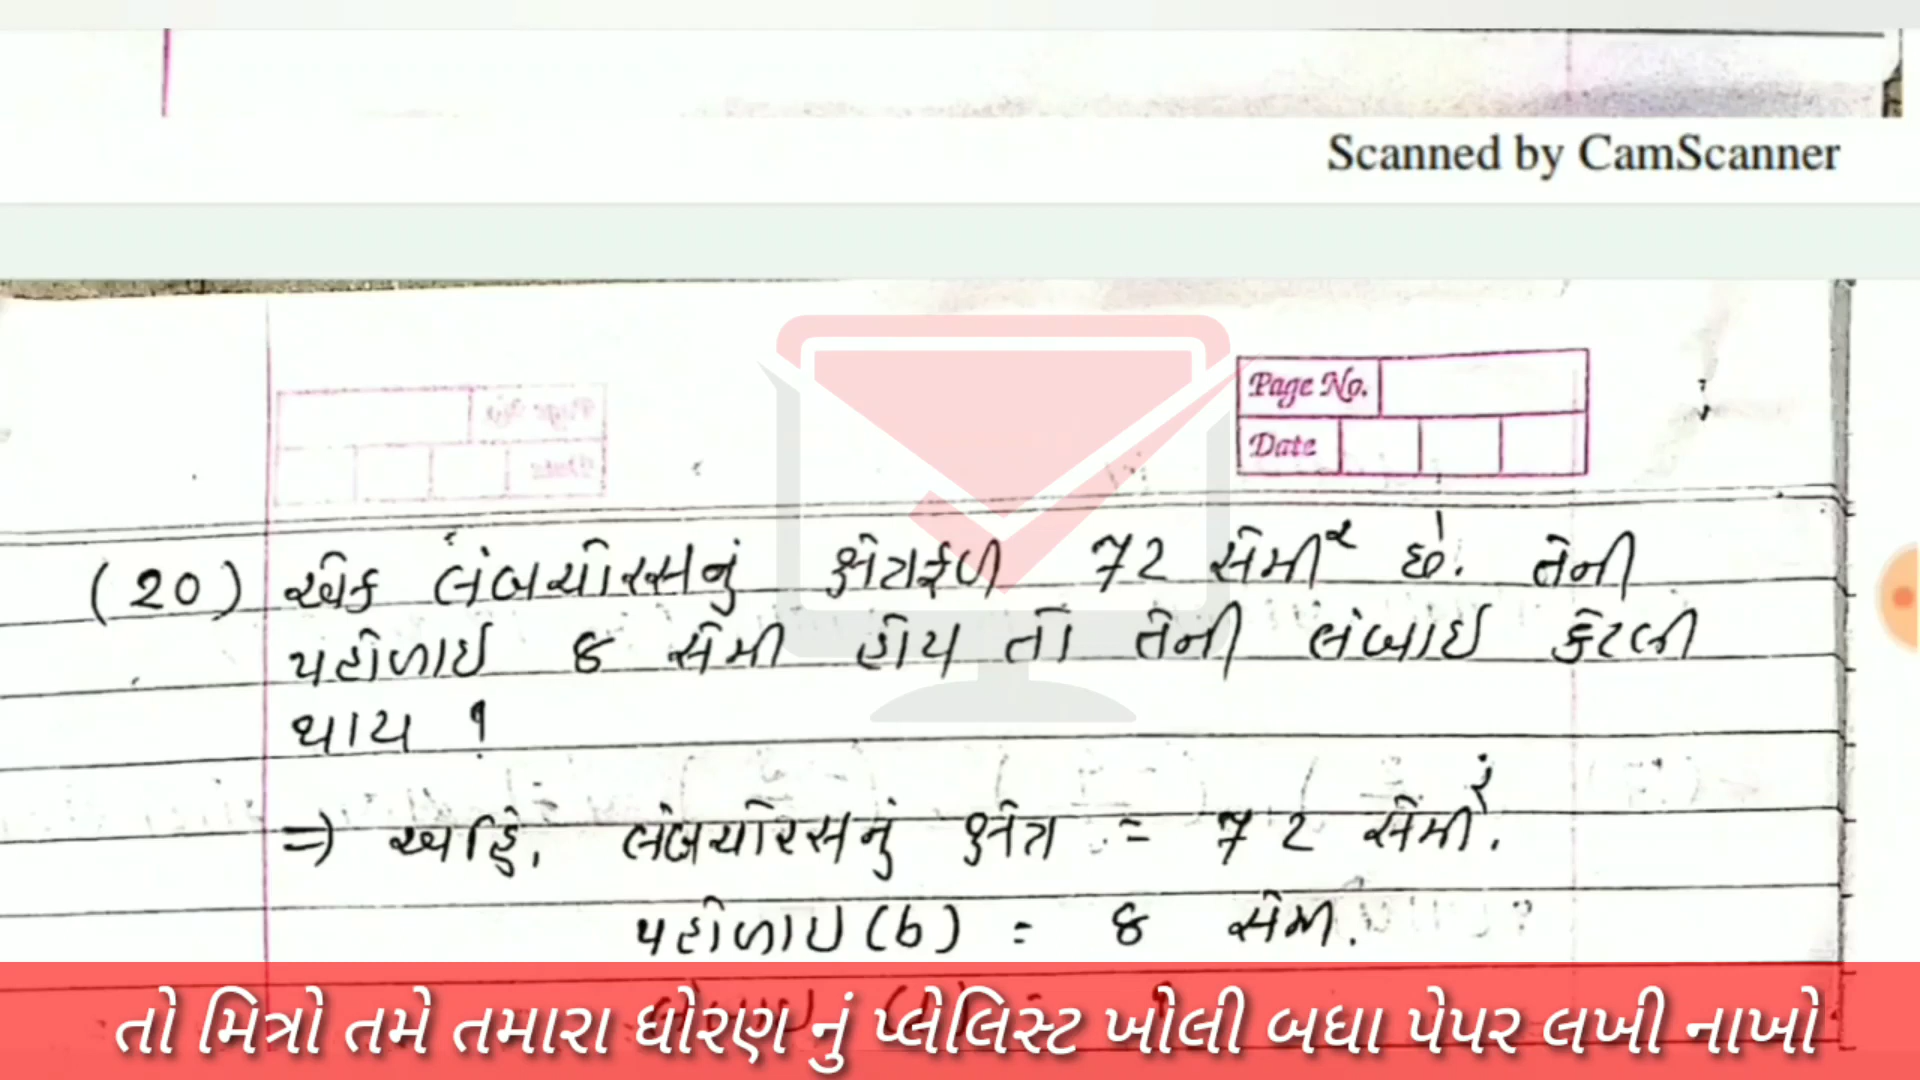 Scanned by CamScanner
Page No.
Date
(20) એક લંબચોરસનું ક્ષેત્રફળ 72 સેમી² છે. તેની
પહોળાઇ 8 સેમી હોય તો તેની લંબાઇ કેટલી
થાય ?
=) અહિ, લંબચોરસનું ક્ષેત્ર = 72 સેમી².
પહોળાઇ (b) = 8 સેમી.
તો મિત્રો તમે તમારા ધોરણ નું પ્લેલિસ્ટ ખોલી બધા પેપર લખી નાખો